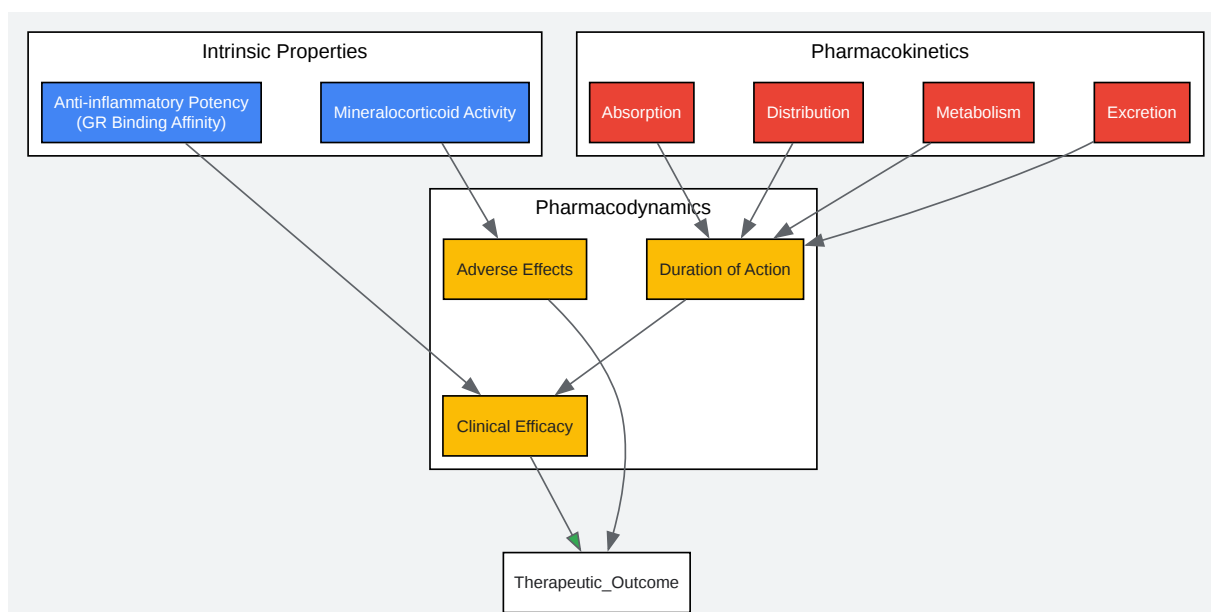 Intrinsic Properties
Anti-inflammatory Potency
(GR Binding Affinity)
Mineralocorticoid Activity
Pharmacokinetics
Absorption
Distribution
Metabolism
Excretion
Pharmacodynamics
Adverse Effects
Duration of Action
Clinical Efficacy
Therapeutic_Outcome